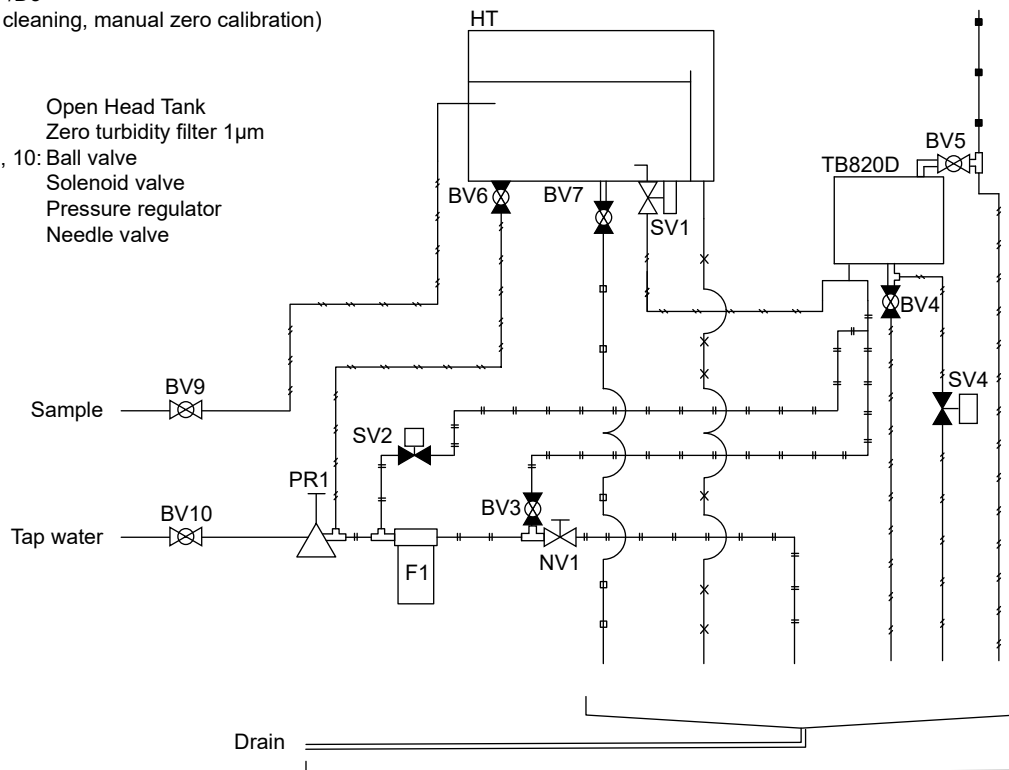 cleaning, manual zero calibration)
HT
Open Head Tank
Zero turbidity filter 1µm
, 10: Ball valve
Solenoid valve
Pressure regulator
Needle valve
BV5
TB820D
BV6
BV7
SV1
BV4
BV9
Sample
SV4
SV2
PR1
BV10
BV3
Tap water
NV1
F1
Drain